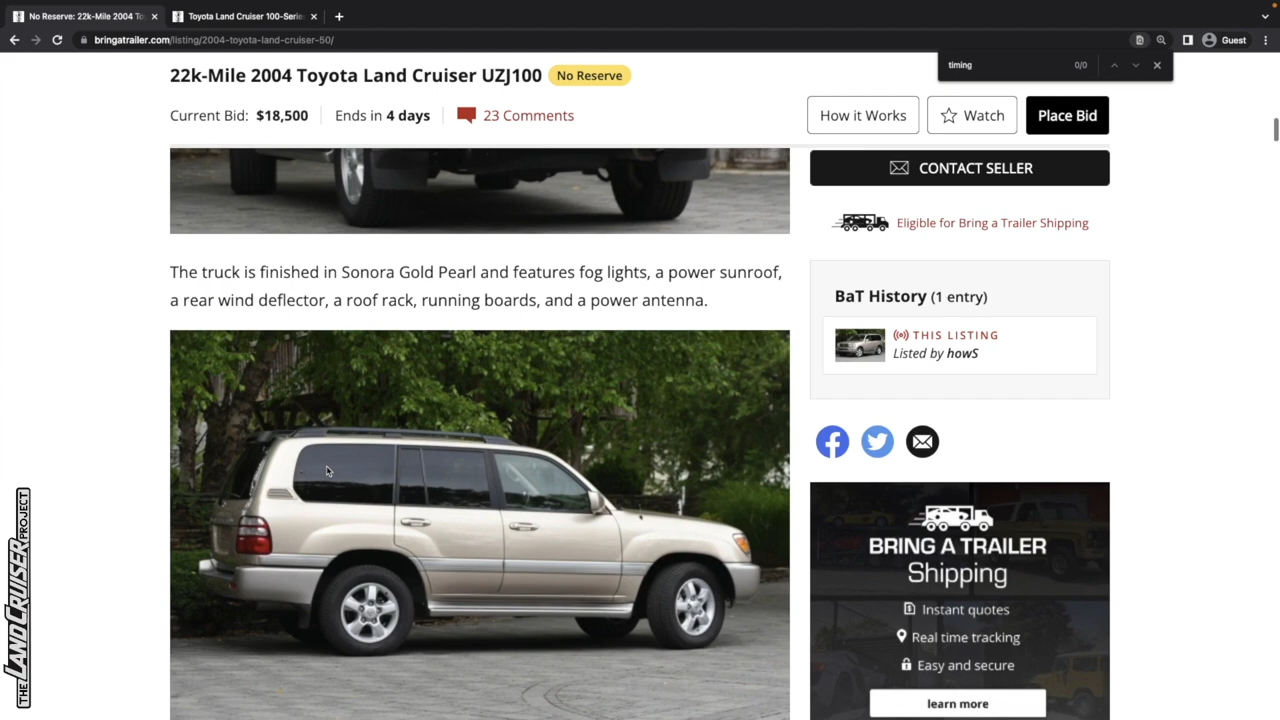 No Reserve: 22k-Mile 2004 To
Toyota Land Cruiser 100-Serie
bringatrailer.com/listing/2004-toyota-land-cruiser-50/
Guest
timing
0/0
22k-Mile 2004 Toyota Land Cruiser UZJ100
No Reserve
Current Bid: $18,500
Ends in 4 days
23 Comments
How it Works
Watch
Place Bid
CONTACT SELLER
Eligible for Bring a Trailer Shipping
The truck is finished in Sonora Gold Pearl and features fog lights, a power sunroof,
a rear wind deflector, a roof rack, running boards, and a power antenna.
BaT History (1 entry)
THIS LISTING
Listed by howS
BRING A TRAILER
Shipping
Instant quotes
Real time tracking
Easy and secure
learn more
THE LAND CRUISER PROJECT